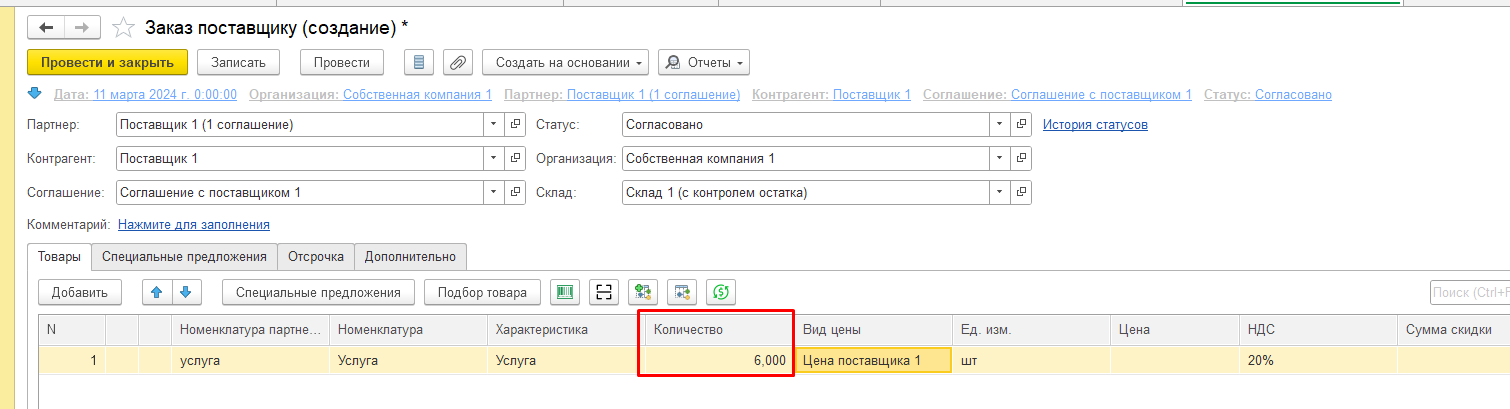 Заказ поставщику (создание) *
Провести и закрыть Записать Провести Создать на основании Отчеты
Дата: 11 марта 2024 г. 0:00:00 Организация: Собственная компания 1 Партнер: Поставщик 1 (1 соглашение) Контрагент: Поставщик 1 Соглашение: Соглашение с поставщиком 1 Статус: Согласовано
Партнер: Поставщик 1 (1 соглашение) Статус: Согласовано История статусов
Контрагент: Поставщик 1 Организация: Собственная компания 1
Соглашение: Соглашение с поставщиком 1 Склад: Склад 1 (с контролем остатка)
Комментарий: Нажмите для заполнения
Товары Специальные предложения Отсрочка Дополнительно
Добавить Специальные предложения Подбор товара Поиск (Ctrl+F
N Номенклатура партне... Номенклатура Характеристика Количество Вид цены Ед. изм. Цена НДС Сумма скидки
1 услуга Услуга Услуга 6,000 Цена поставщика 1 шт 20%